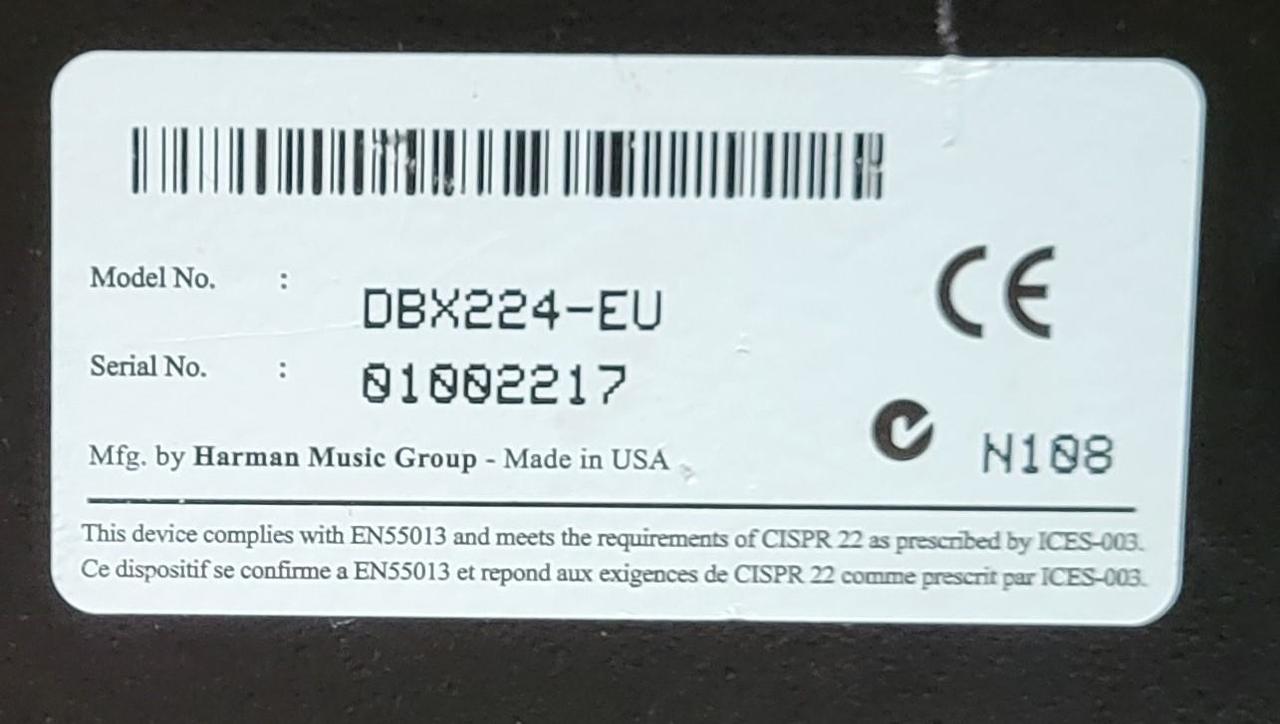 Model No. : DBX224-EU
Serial No. : 01002217
CE
N108
Mfg. by Harman Music Group - Made in USA
This device complies with EN55013 and meets the requirements of CISPR 22 as prescribed by ICES-003.
Ce dispositif se confirme a EN55013 et repond aux exigences de CISPR 22 comme prescrit par ICES-003.